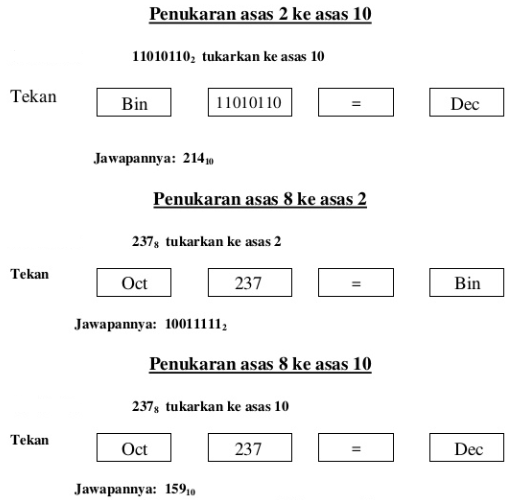 Penukaran asas 2 ke asas 10
11010110₂ tukarkan ke asas 10
Tekan Bin 11010110 = Dec
Jawapannya: 214₁₀
Penukaran asas 8 ke asas 2
237₈ tukarkan ke asas 2
Tekan Oct 237 = Bin
Jawapannya: 10011111₂
Penukaran asas 8 ke asas 10
237₈ tukarkan ke asas 10
Tekan Oct 237 = Dec
Jawapannya: 159₁₀